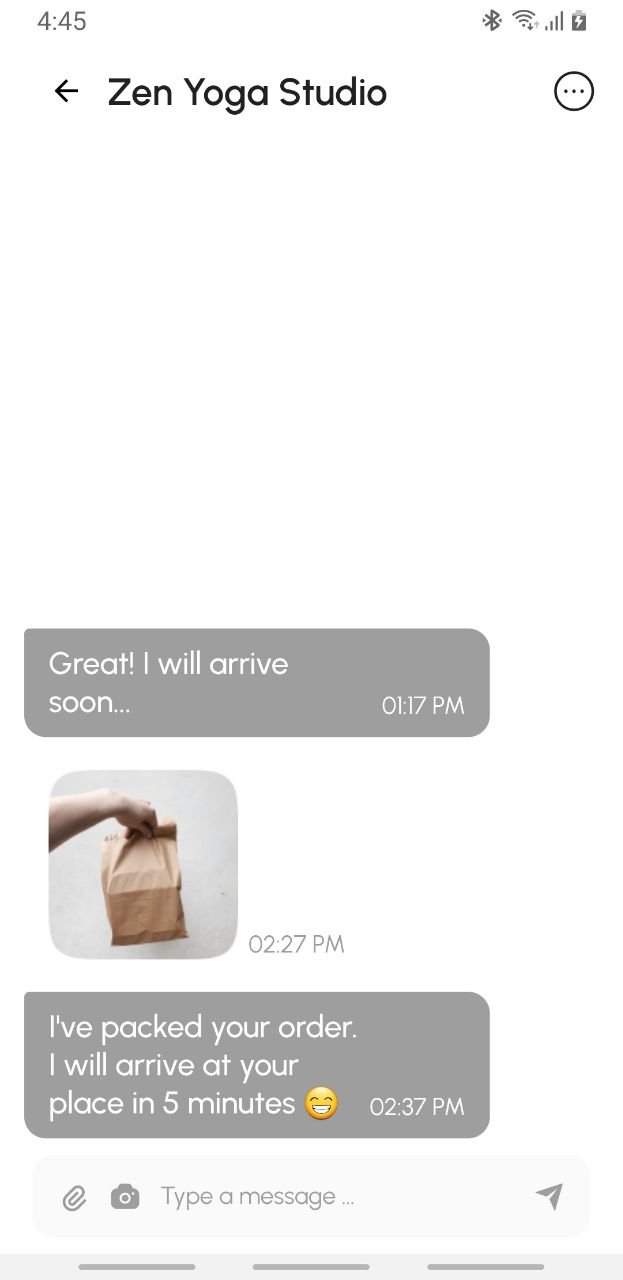 4:45
Zen Yoga Studio
Great! I will arrive
soon...
01:17 PM
02:27 PM
I've packed your order.
I will arrive at your
place in 5 minutes 😁
02:37 PM
Type a message ...